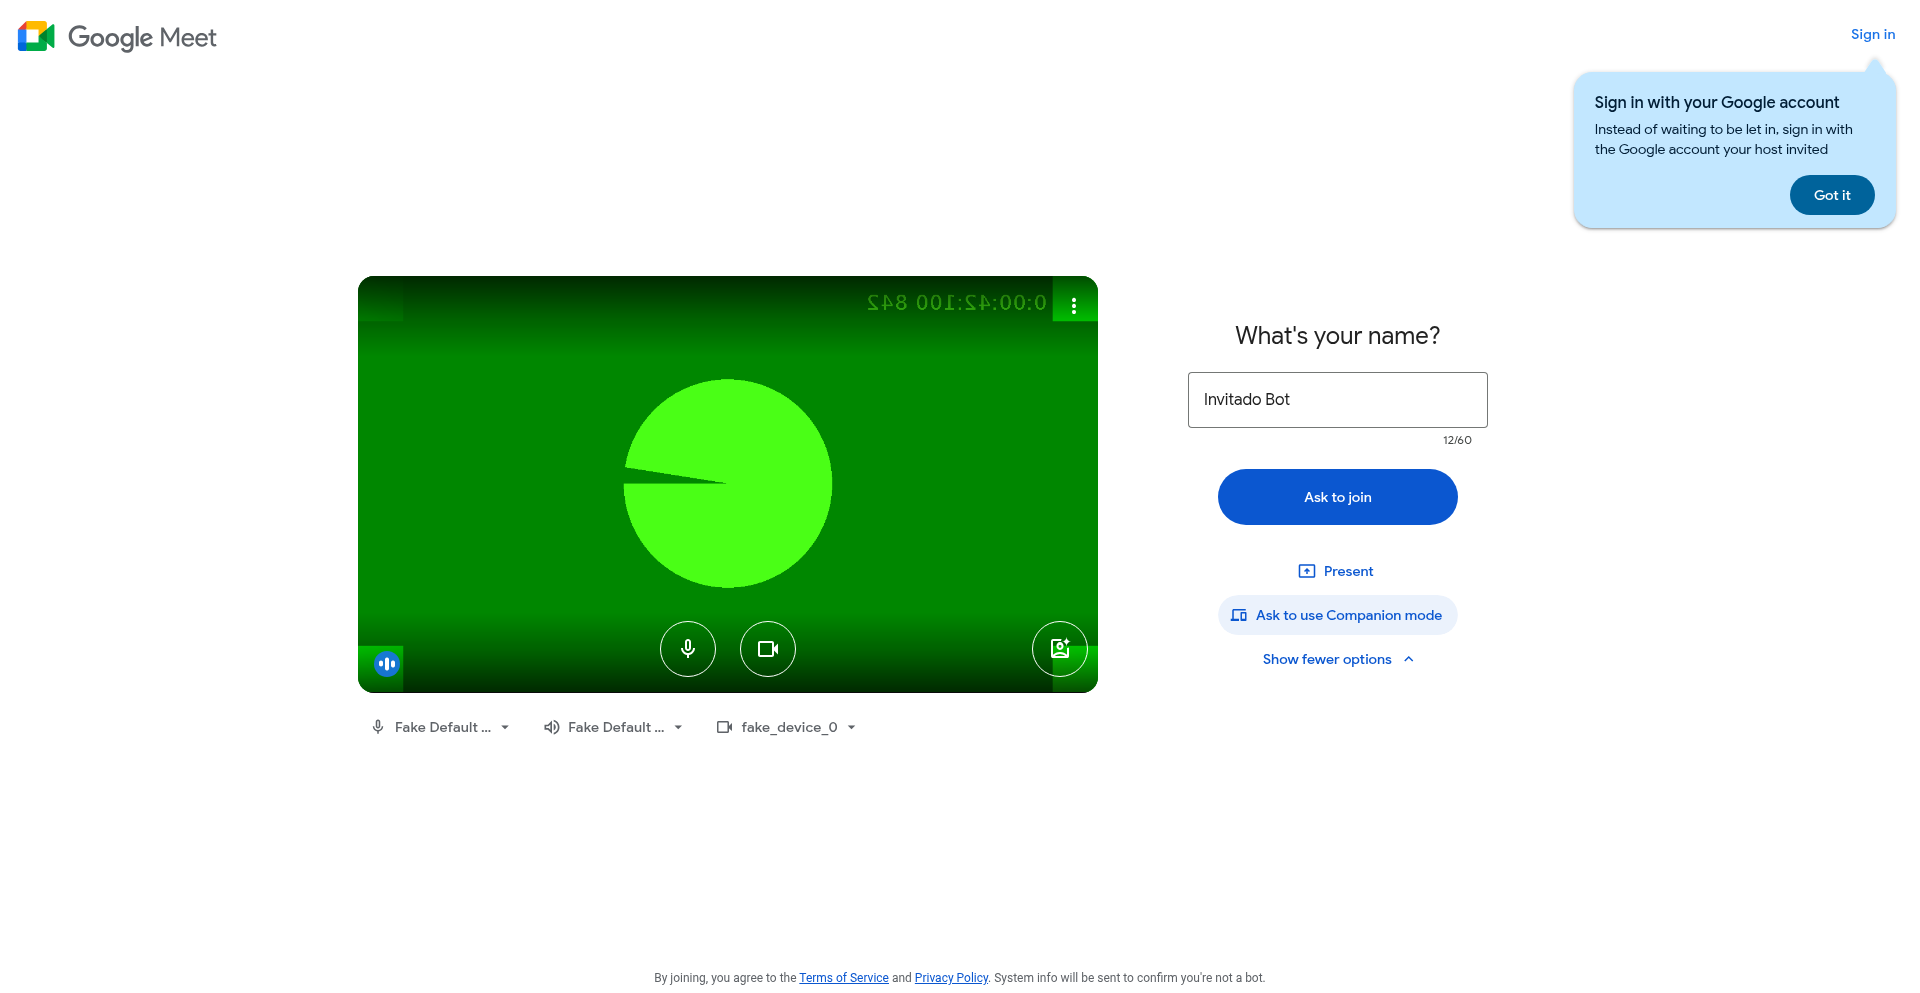 Google Meet
Sign in
Sign in with your Google account
Instead of waiting to be let in, sign in with
the Google account your host invited
Got it
0:00:42:100 842
What's your name?
Invitado Bot
12/60
Ask to join
Present
Ask to use Companion mode
Show fewer options
Fake Default ...
Fake Default ...
fake_device_0
By joining, you agree to the Terms of Service and Privacy Policy. System info will be sent to confirm you're not a bot.